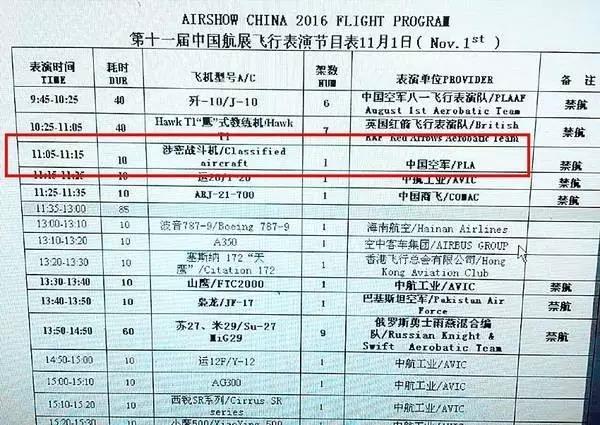 AIRSHOW CHINA 2016 FLIGHT PROGRAM
第十一届中国航展飞行表演节目表11月1日( Nov.1st )
表演时间 TIME 耗时 DUR 飞机型号A/C 架数 NUM 表演单位PROVIDER 备 注
9:45-10:25 40 歼-10/J-10 6 中国空军八一飞行表演队/PLAAF August 1st Aerobatic Team 禁航
10:25-11:05 40 Hawk T1"鹰"式教练机/Hawk T1 7 英国红箭飞行表演队/British RAF Red Arrows Aerobatic Team 禁航
11:05-11:15 10 涉密战斗机/Classified aircraft 1 中国空军/PLA 禁航
11:15-11:25 10 运20/Y-20 1 中航工业/AVIC 禁航
11:25-11:35 10 ARJ-21-700 1 中国商飞/COMAC 禁航
11:35-13:00 85
13:00-13:10 10 波音787-9/Boeing 787-9 1 海南航空/Hainan Airlines
13:10-13:20 10 A350 1 空中客车集团/AIRBUS GROUP
13:20-13:30 10 塞斯纳 172 "天鹰"/Citation 172 1 香港飞行总会有限公司/Hong Kong Aviation Club
13:30-13:40 10 山鹰/FTC2000 1 中航工业/AVIC 禁航
13:40-13:50 10 枭龙/JF-17 1 巴基斯坦空军/Pakistan Air Force 禁航
13:50-14:50 60 苏27、米29/Su-27 MiG29 9 俄罗斯勇士雨燕混合编队/Russian Knight & Swift Aerobatic Team 禁航
14:50-15:00 10 运12F/Y-12 1 中航工业/AVIC
15:00-15:10 10 AG300 1 中航工业/AVIC
15:10-15:20 10 西锐SR系列/Cirrus SR series 1 中航工业/AVIC
15:20-15:30 10 小鹰500/XiaoYing 500 1 中航工业/AVIC